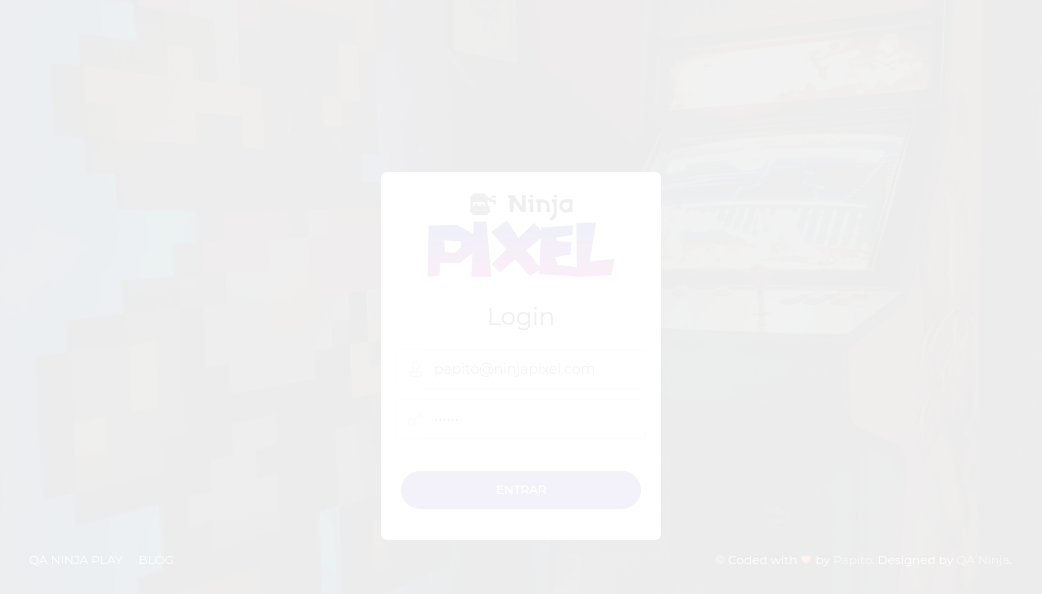 Ninja
PIXEL
Login
papito@ninjapixel.com
••••••
ENTRAR
QA NINJA PLAY BLOG
© Coded with ♥ by Papito. Designed by QA Ninja.